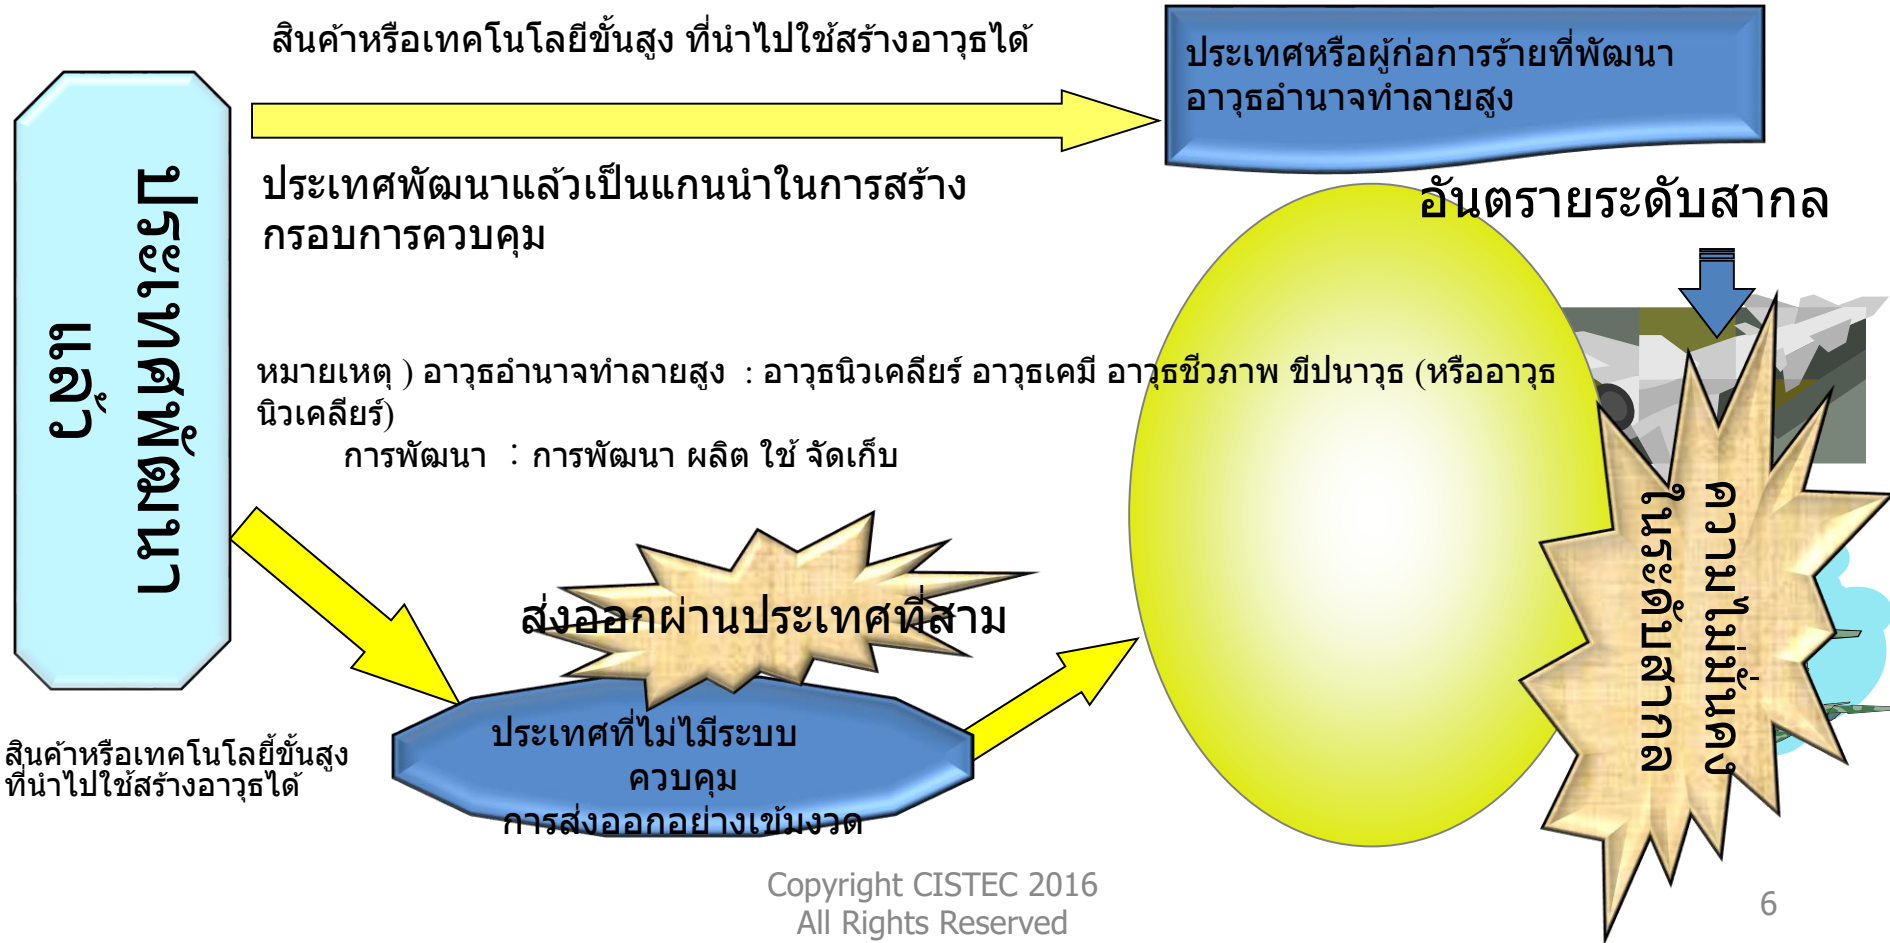 สินค้าหรือเทคโนโลยีขั้นสูง ที่นำไปใช้สร้างอาวุธได้
ประเทศหรือผู้ก่อการร้ายที่พัฒนา
อาวุธอำนาจทำลายสูง
ประเทศพัฒนา
แล้ว
ประเทศพัฒนาแล้วเป็นแกนนำในการสร้าง
กรอบการควบคุม
อันตรายระดับสากล
หมายเหตุ ) อาวุธอำนาจทำลายสูง : อาวุธนิวเคลียร์ อาวุธเคมี อาวุธชีวภาพ ขีปนาวุธ (หรืออาวุธ
นิวเคลียร์)
การพัฒนา : การพัฒนา ผลิต ใช้ จัดเก็บ
ความไม่มั่นคง
ในระดับสากล
ส่งออกผ่านประเทศที่สาม
ประเทศที่ไม่ไมีระบบ
ควบคุม
การส่งออกอย่างเข้มงวด
สินค้าหรือเทคโนโลยี้ขั้นสูง
ที่นำไปใช้สร้างอาวุธได้
Copyright CISTEC 2016
All Rights Reserved
6